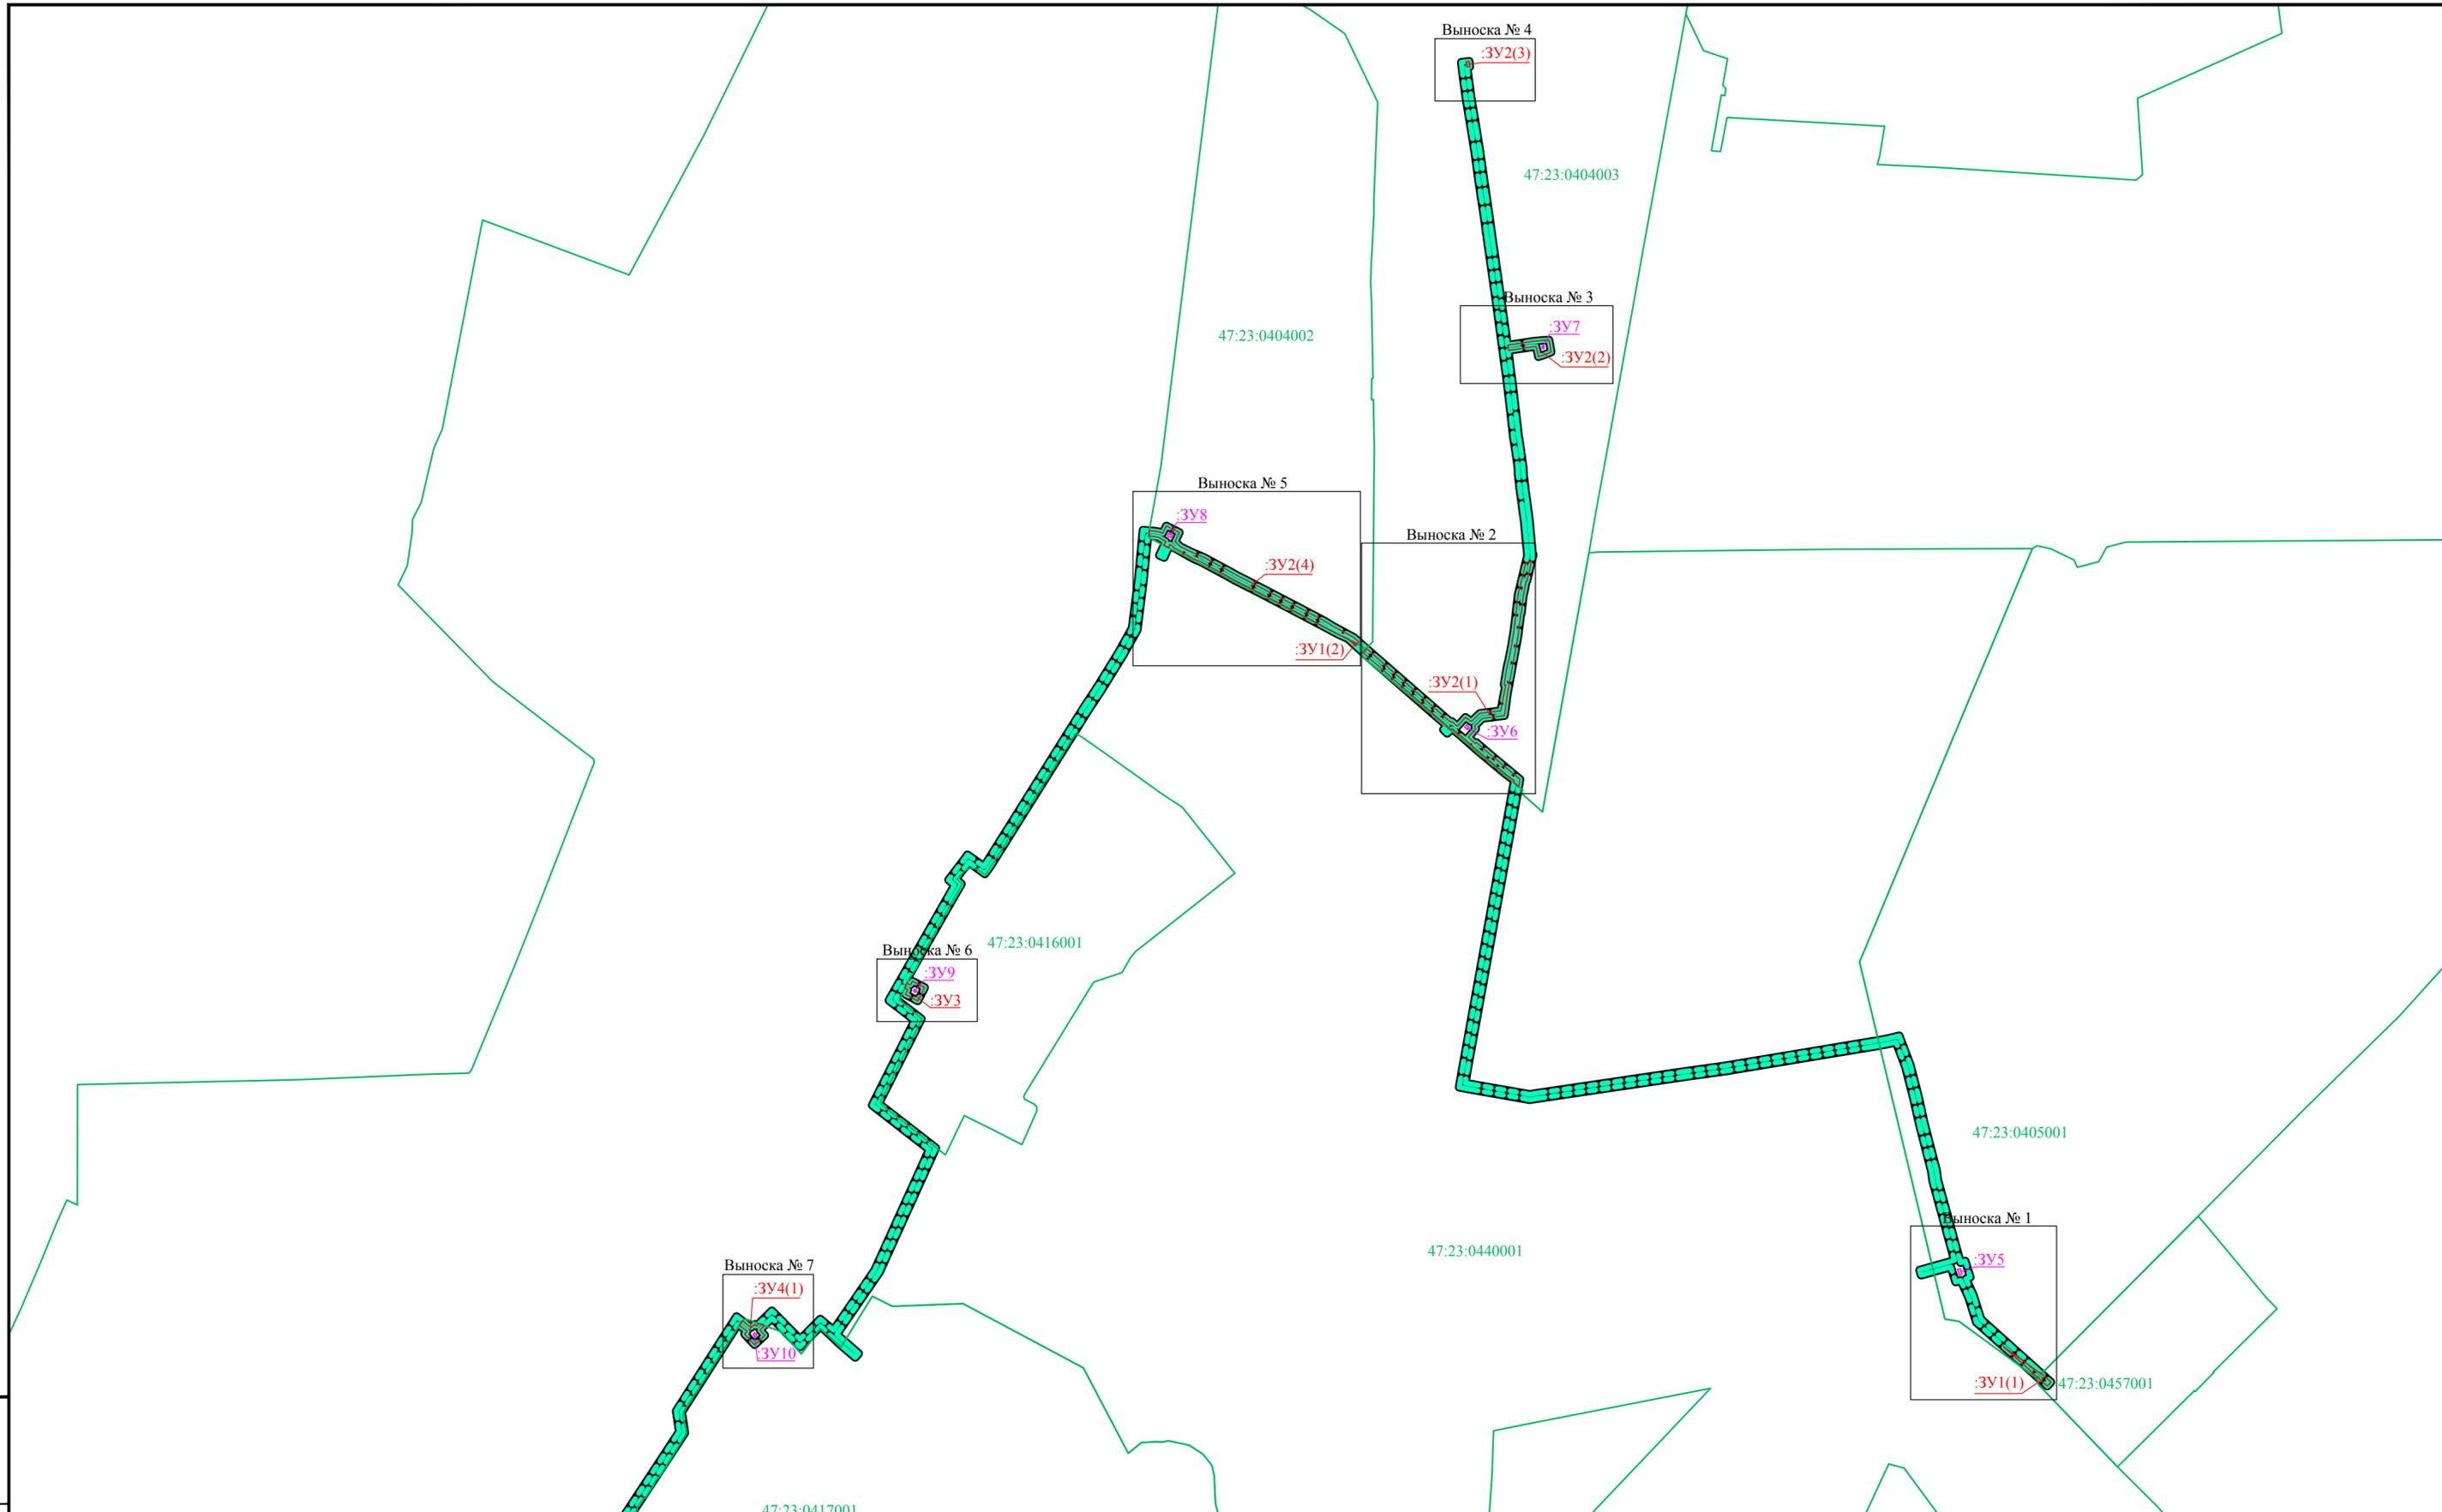 Выноска № 4
:ЗУ2(3)
47:23:0404003
Выноска № 3
:ЗУ7
47:23:0404002
:ЗУ2(2)
Выноска № 5
:ЗУ8
Выноска № 2
:ЗУ2(4)
:ЗУ1(2)
:ЗУ2(1)
:ЗУ6
47:23:0416001
Выноска № 6
:ЗУ9
:ЗУ3
47:23:0405001
Выноска № 1
47:23:0440001
:ЗУ5
Выноска № 7
:ЗУ4(1)
:ЗУ10
:ЗУ1(1)
47:23:0457001
47:23:0417001